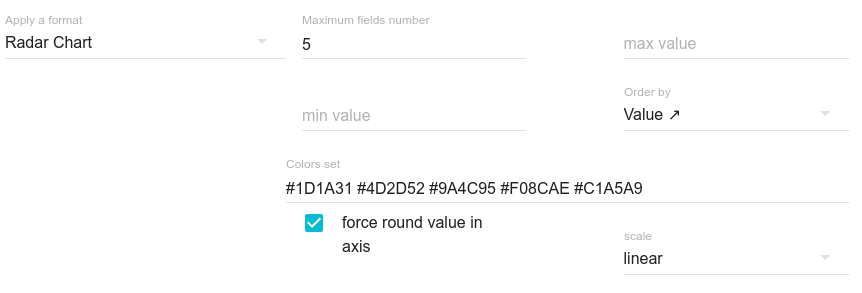 Apply a format
Maximum fields number
Radar Chart
5
max value
Order by
min value
Value ↗
Colors set
#1D1A31 #4D2D52 #9A4C95 #F08CAE #C1A5A9
force round value in
axis
scale
linear